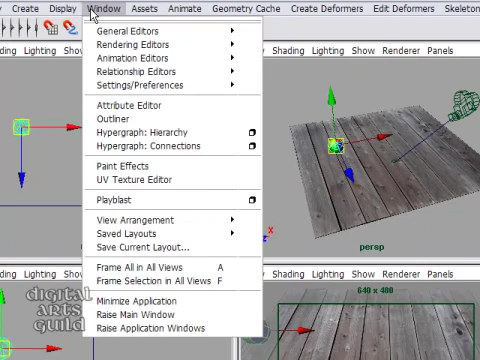 Create Display Window Assets Animate Geometry Cache Create Deformers Edit Deformers Skeleton
Shading Lighting Show
Shading Lighting Show Renderer Panels
General Editors
Rendering Editors
Animation Editors
Relationship Editors
Settings/Preferences
Attribute Editor
Outliner
Hypergraph: Hierarchy
Hypergraph: Connections
Paint Effects
UV Texture Editor
Playblast
View Arrangement
Saved Layouts
Save Current Layout...
Frame All in All Views A
Frame Selection in All Views F
Minimize Application
Raise Main Window
Raise Application Windows
X
persp
Lighting
Shading Lighting Show Renderer Panels
640 x 480
digital
arts
guild